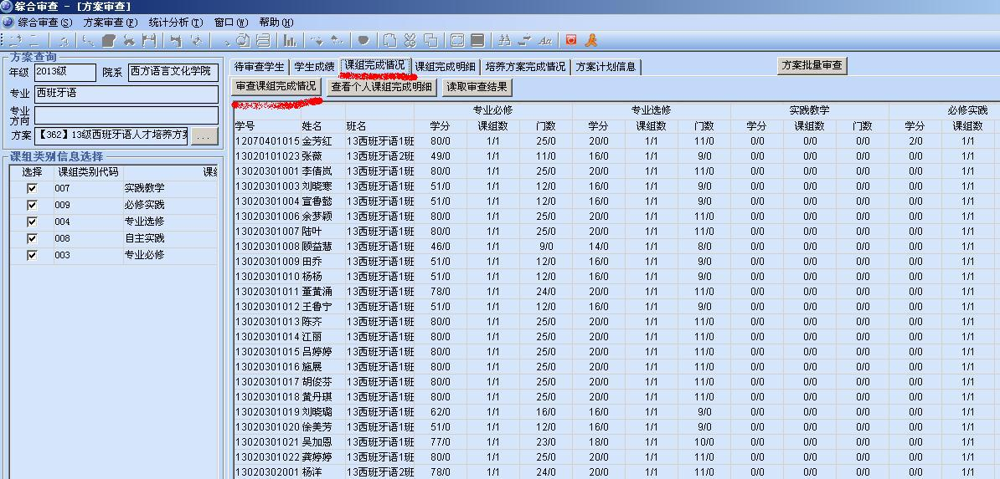 综合审查 - [方案审查]
综合审查(S) 方案审查(F) 统计分析(T) 窗口(W) 帮助(H)
方案查询
年级 2013级 院系 西方语言文化学院
专业 西班牙语
专业方向
方案 【362】13级西班牙语人才培养方案 ...
课组类别信息选择
选择 课组类别代码 课组
007 实践教学
009 必修实践
004 专业选修
008 自主实践
003 专业必修
待审查学生 学生成绩 课组完成情况 课组完成明细 培养方案完成情况 方案计划信息 方案批量审查
审查课组完成情况 查看个人课组完成明细 读取审查结果
专业必修 专业选修 实践教学 必修实践
学号 姓名 班名 学分 课组数 门数 学分 课组数 门数 学分 课组数 门数 学分 课组数
12070401015 金芳红 13西班牙语1班 80/0 1/1 25/0 20/0 1/1 11/0 0/0 0/0 0/0 2/0 1/1
13020101023 张薇 13西班牙语2班 49/0 1/1 11/0 16/0 1/1 9/0 0/0 0/0 0/0 0/0 1/1
13020301001 李倩岚 13西班牙语1班 80/0 1/1 25/0 20/0 1/1 11/0 0/0 0/0 0/0 0/0 1/1
13020301003 刘晓寒 13西班牙语1班 51/0 1/1 12/0 16/0 1/1 9/0 0/0 0/0 0/0 0/0 1/1
13020301004 宣鲁懿 13西班牙语1班 51/0 1/1 12/0 16/0 1/1 9/0 0/0 0/0 0/0 0/0 1/1
13020301006 余梦颖 13西班牙语1班 80/0 1/1 25/0 20/0 1/1 11/0 0/0 0/0 0/0 0/0 1/1
13020301007 陆叶 13西班牙语1班 80/0 1/1 25/0 20/0 1/1 11/0 0/0 0/0 0/0 0/0 1/1
13020301008 顾益慧 13西班牙语1班 46/0 1/1 9/0 14/0 1/1 8/0 0/0 0/0 0/0 0/0 1/1
13020301009 田乔 13西班牙语1班 51/0 1/1 12/0 16/0 1/1 9/0 0/0 0/0 0/0 0/0 1/1
13020301010 杨杨 13西班牙语1班 51/0 1/1 12/0 16/0 1/1 9/0 0/0 0/0 0/0 0/0 1/1
13020301011 董黄涌 13西班牙语1班 78/0 1/1 24/0 20/0 1/1 11/0 0/0 0/0 0/0 0/0 1/1
13020301012 王鲁宁 13西班牙语1班 51/0 1/1 12/0 16/0 1/1 9/0 0/0 0/0 0/0 0/0 1/1
13020301013 陈齐 13西班牙语1班 80/0 1/1 25/0 20/0 1/1 11/0 0/0 0/0 0/0 0/0 1/1
13020301014 江丽 13西班牙语1班 80/0 1/1 25/0 20/0 1/1 11/0 0/0 0/0 0/0 0/0 1/1
13020301015 吕婷婷 13西班牙语1班 80/0 1/1 25/0 20/0 1/1 11/0 0/0 0/0 0/0 0/0 1/1
13020301016 施展 13西班牙语1班 80/0 1/1 25/0 20/0 1/1 11/0 0/0 0/0 0/0 0/0 1/1
13020301017 胡俊芬 13西班牙语1班 80/0 1/1 25/0 20/0 1/1 11/0 0/0 0/0 0/0 0/0 1/1
13020301018 黄丹琪 13西班牙语1班 80/0 1/1 25/0 20/0 1/1 11/0 0/0 0/0 0/0 0/0 1/1
13020301019 刘晓璐 13西班牙语1班 62/0 1/1 16/0 16/0 1/1 9/0 0/0 0/0 0/0 0/0 1/1
13020301020 徐美芳 13西班牙语1班 51/0 1/1 12/0 16/0 1/1 9/0 0/0 0/0 0/0 0/0 1/1
13020301021 吴加恩 13西班牙语1班 77/0 1/1 23/0 18/0 1/1 10/0 0/0 0/0 0/0 0/0 1/1
13020301022 龚婷婷 13西班牙语1班 80/0 1/1 25/0 20/0 1/1 11/0 0/0 0/0 0/0 0/0 1/1
13020302001 杨洋 13西班牙语2班 78/0 1/1 24/0 20/0 1/1 11/0 0/0 0/0 0/0 0/0 1/1